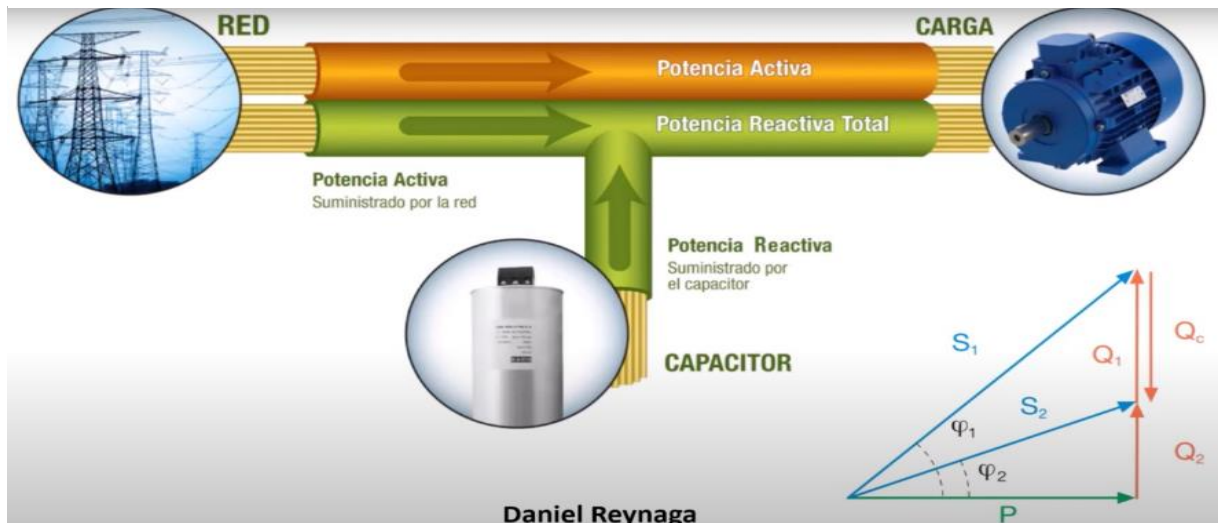 RED
CARGA
Potencia Activa
Potencia Reactiva Total
Potencia Activa
Suministrado por la red
Potencia Reactiva
Suministrado por
el capacitor
CAPACITOR
S₁
Q₁
Qc
S₂
φ₁
φ₂
Q₂
P
Daniel Reynaga